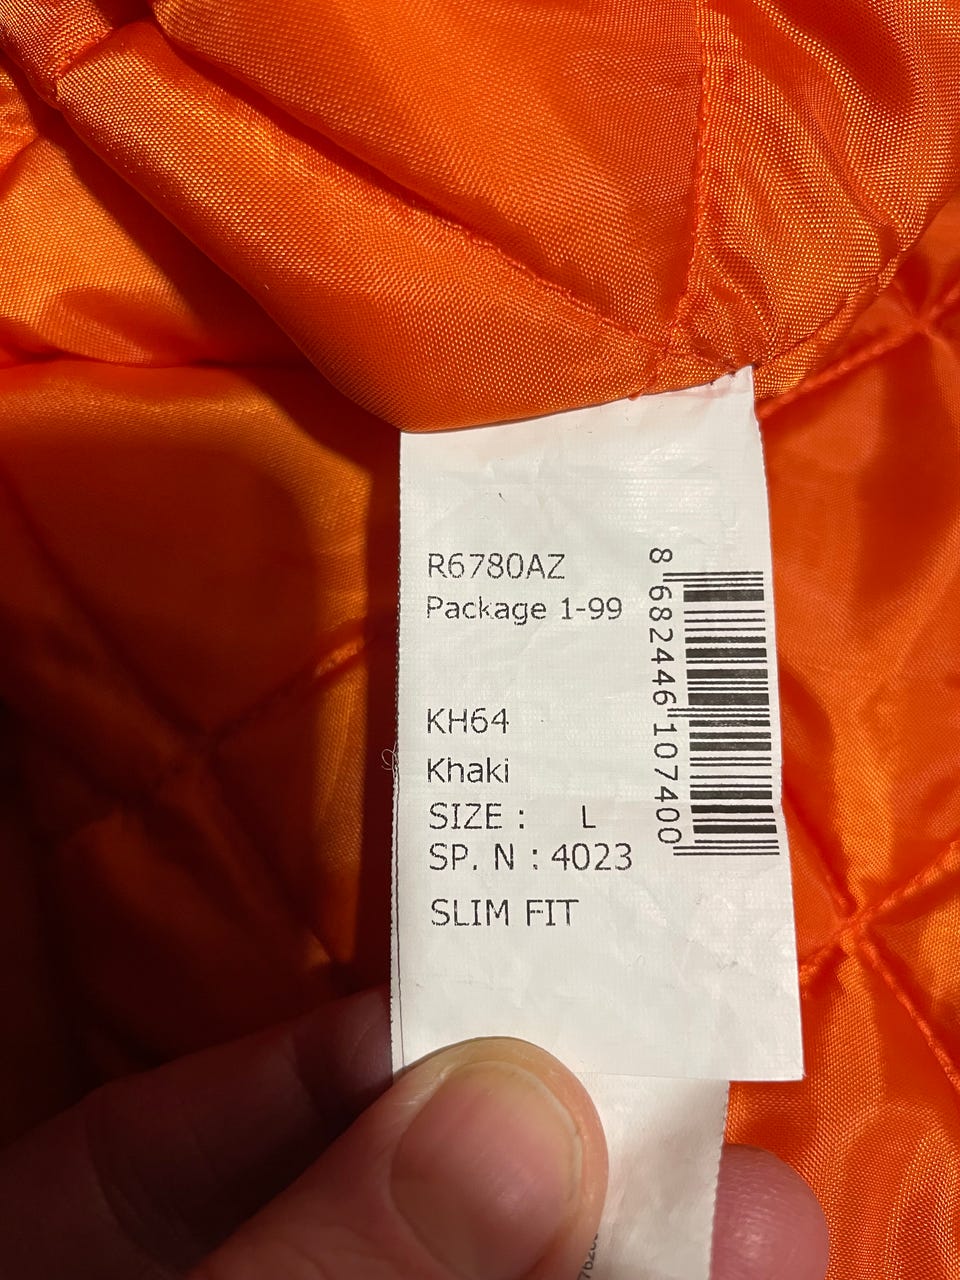 R6780AZ
Package 1-99
KH64
Khaki
SIZE : L
SP. N : 4023
SLIM FIT
8 682446 107400